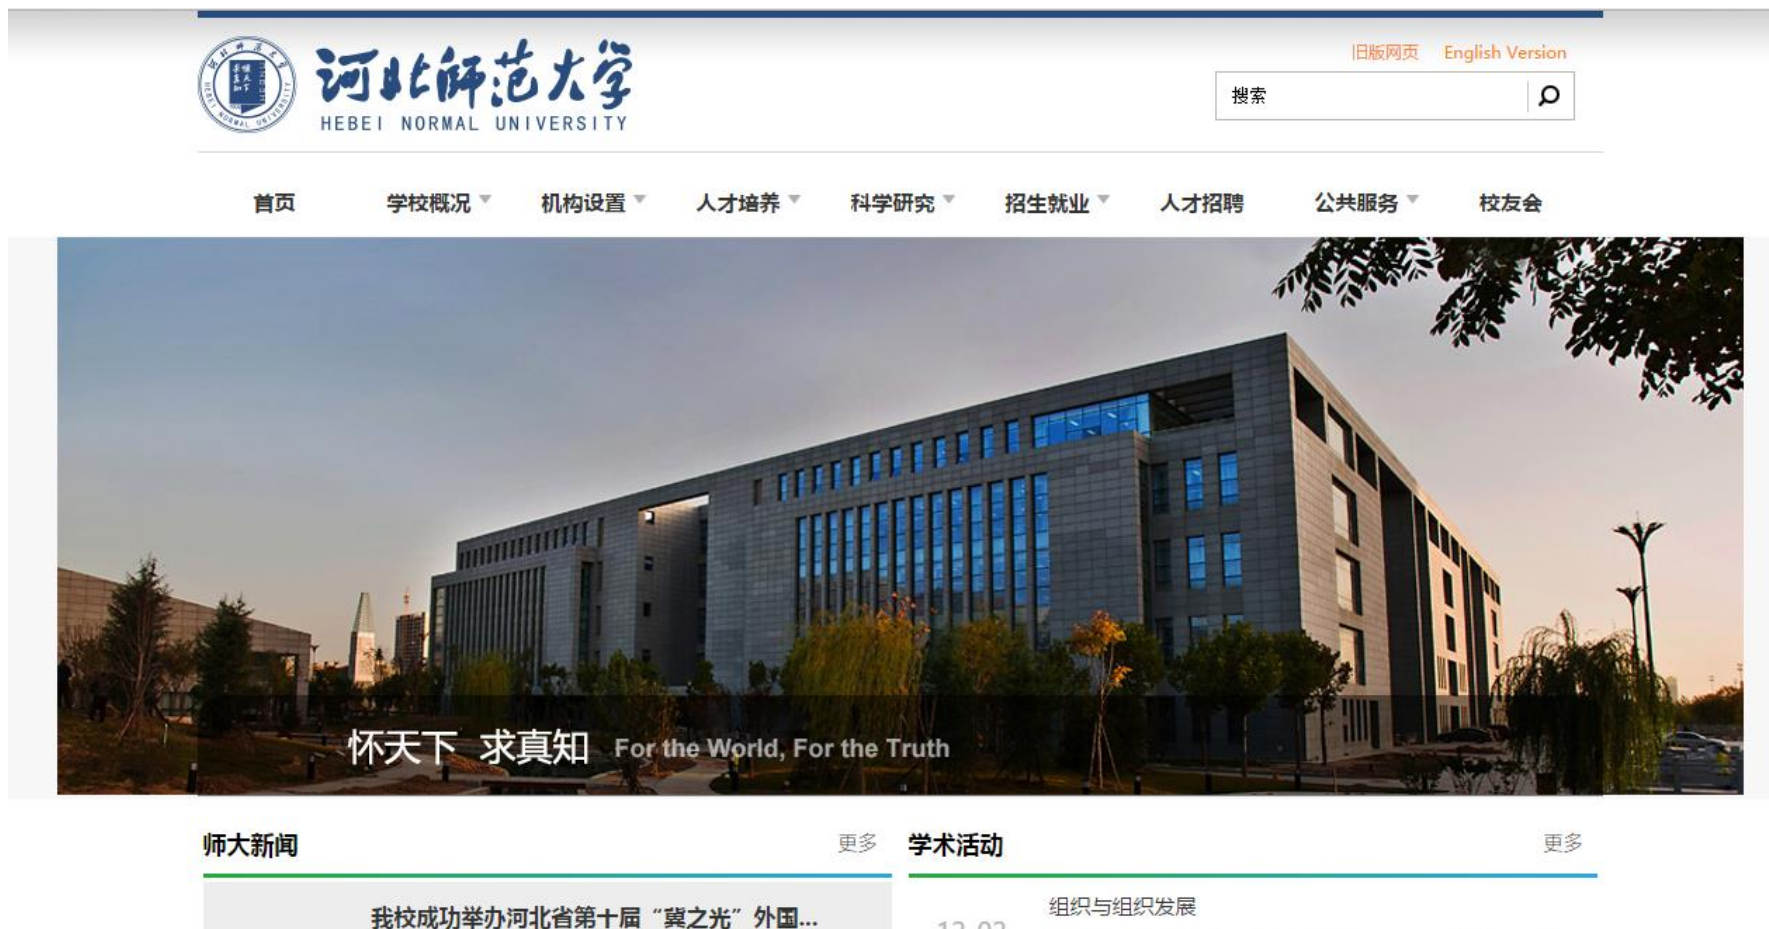 旧版网页 English Version
河北师范大学
HEBEI NORMAL UNIVERSITY
搜索
首页 学校概况 机构设置 人才培养 科学研究 招生就业 人才招聘 公共服务 校友会
怀天下 求真知 For the World, For the Truth
师大新闻 更多 学术活动 更多
我校成功举办河北省第十届“冀之光”外国...
组织与组织发展